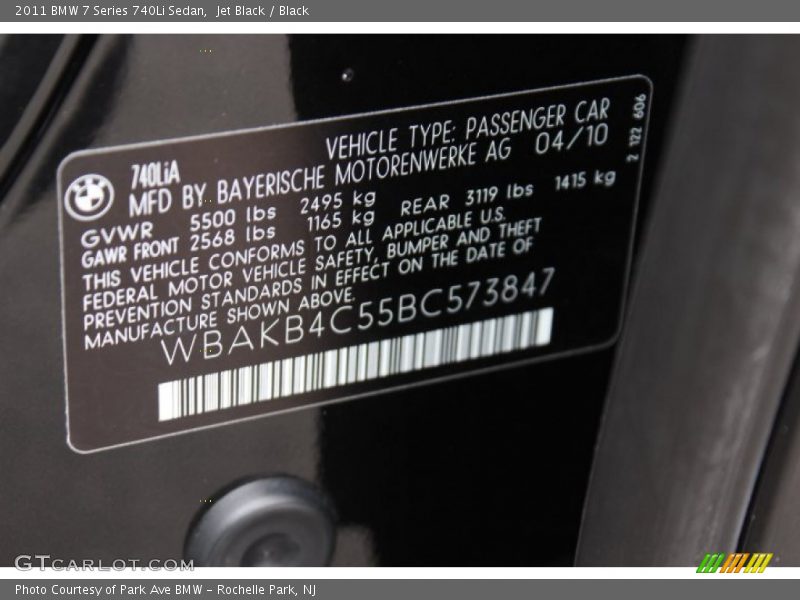 2011 BMW 7 Series 740Li Sedan, Jet Black / Black
740LiA VEHICLE TYPE: PASSENGER CAR
MFD BY BAYERISCHE MOTORENWERKE AG 04/10
GVWR 5500 lbs 2495 kg
GAWR FRONT 2568 lbs 1165 kg REAR 3119 lbs 1415 kg
THIS VEHICLE CONFORMS TO ALL APPLICABLE U.S.
FEDERAL MOTOR VEHICLE SAFETY, BUMPER AND THEFT
PREVENTION STANDARDS IN EFFECT ON THE DATE OF
MANUFACTURE SHOWN ABOVE.
WBAKB4C55BC573847
2 122 606
BMW
GTCARLOT.COM
Photo Courtesy of Park Ave BMW - Rochelle Park, NJ